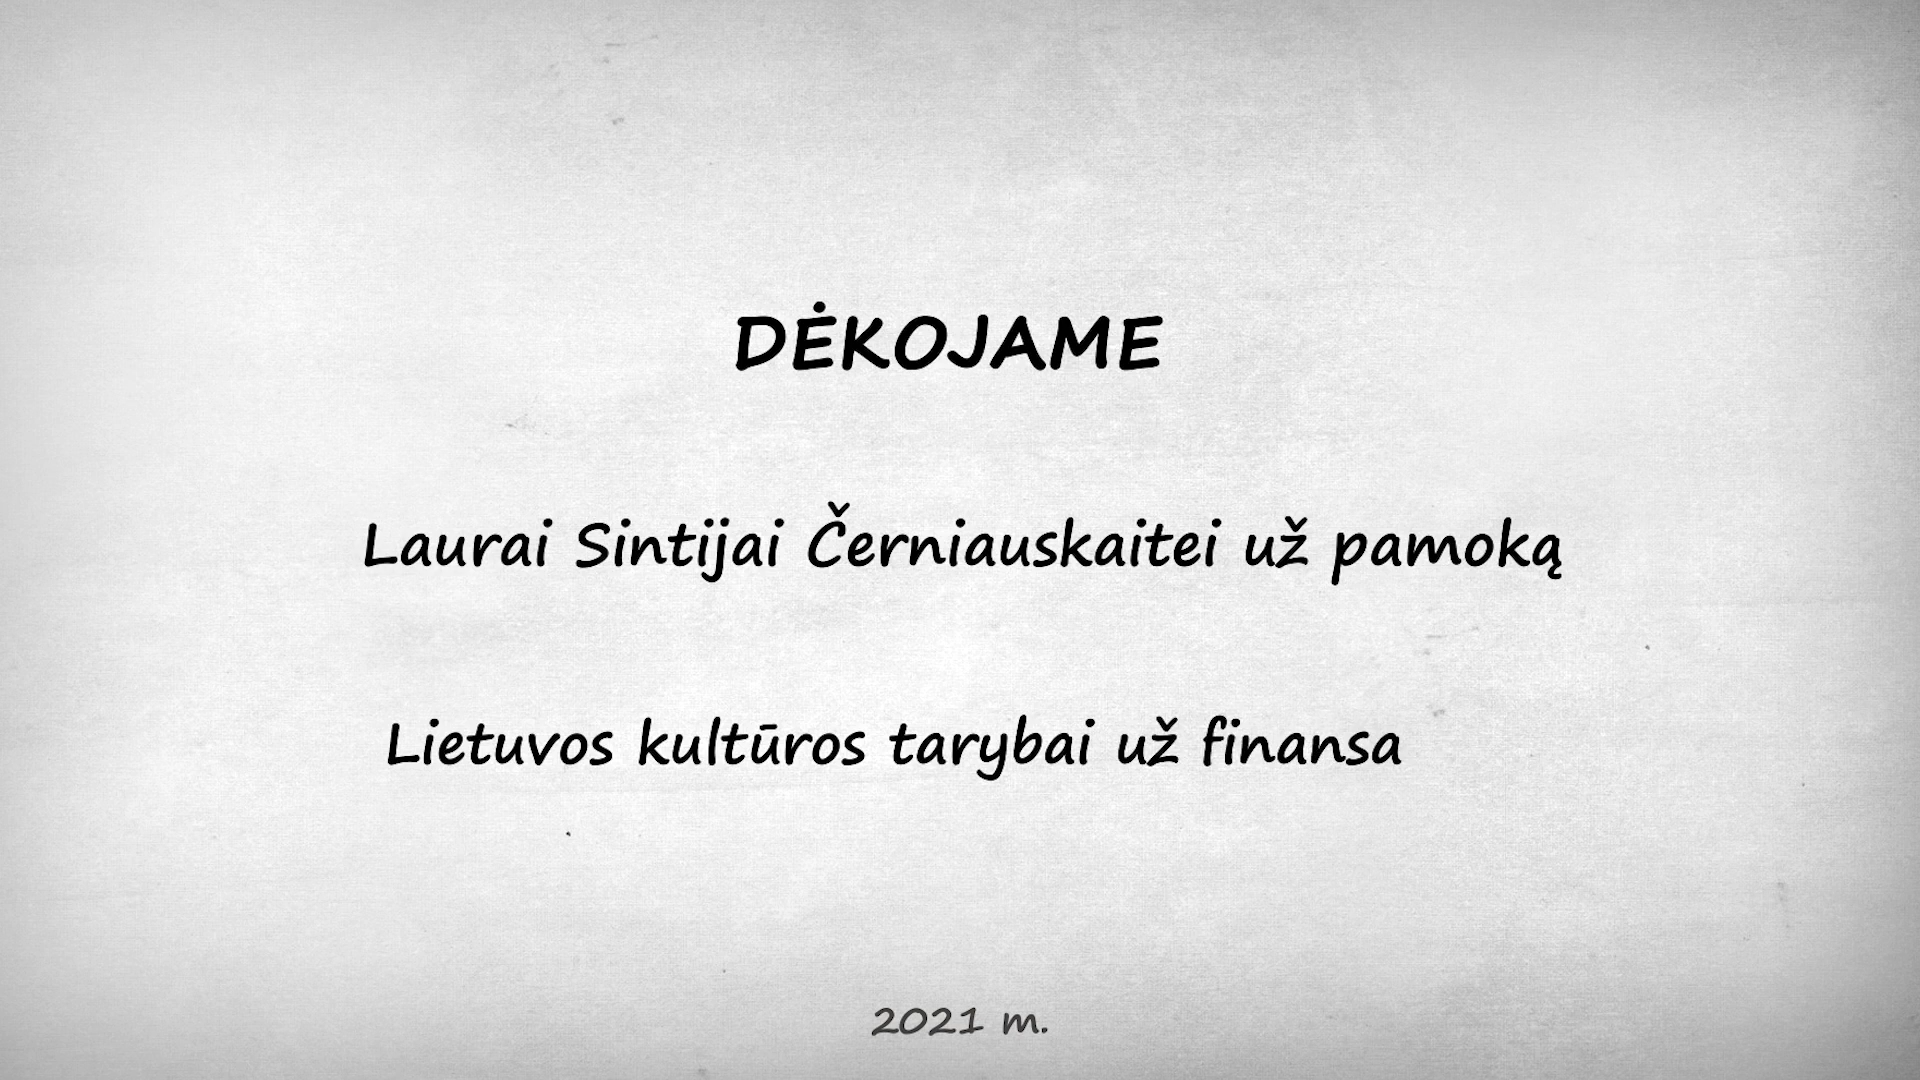 DĖKOJAME
Laurai Sintijai Černiauskaitei už pamoką
Lietuvos kultūros tarybai už finansa
2021 m.